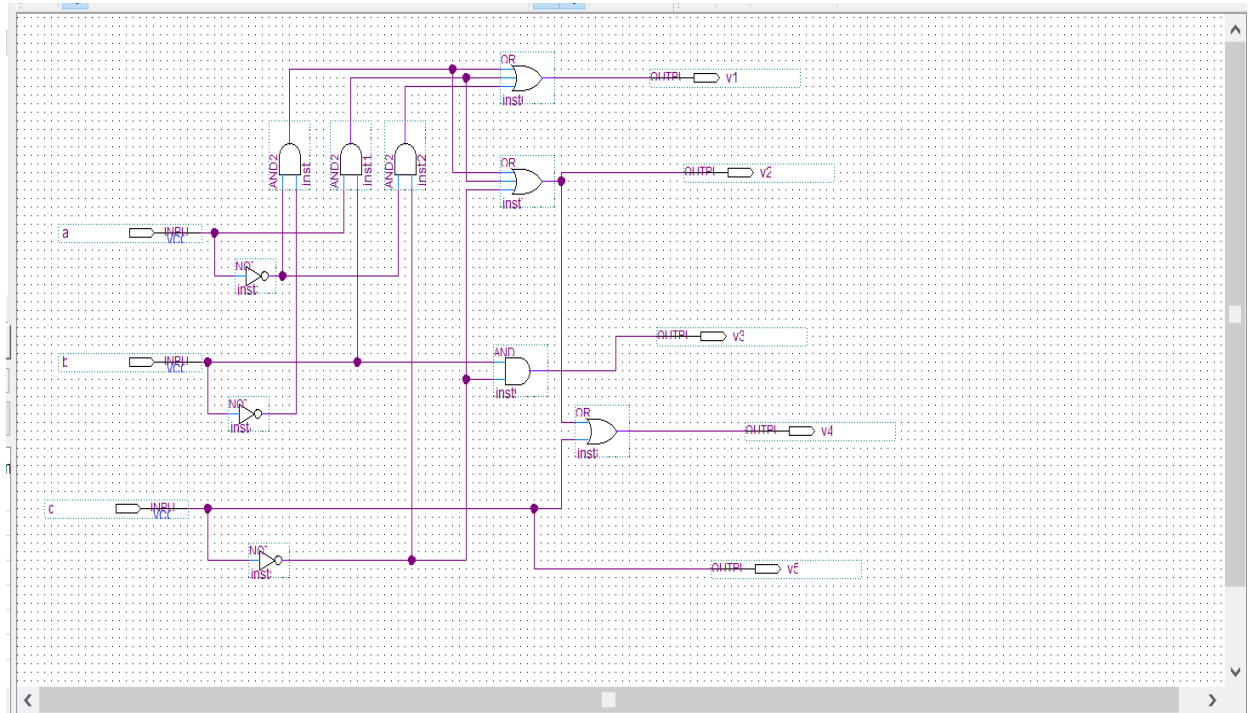 OR
OUTPU v1
inst
AND2 inst
AND2 inst1
AND2 inst2
OR
OUTPU v2
inst
a INPU
VCC
NOT
inst
OUTPU v3
b INPU
VCC
AND
inst
NOT
inst
OR
OUTPU v4
inst
c INPU
VCC
NOT
inst
OUTPU v5